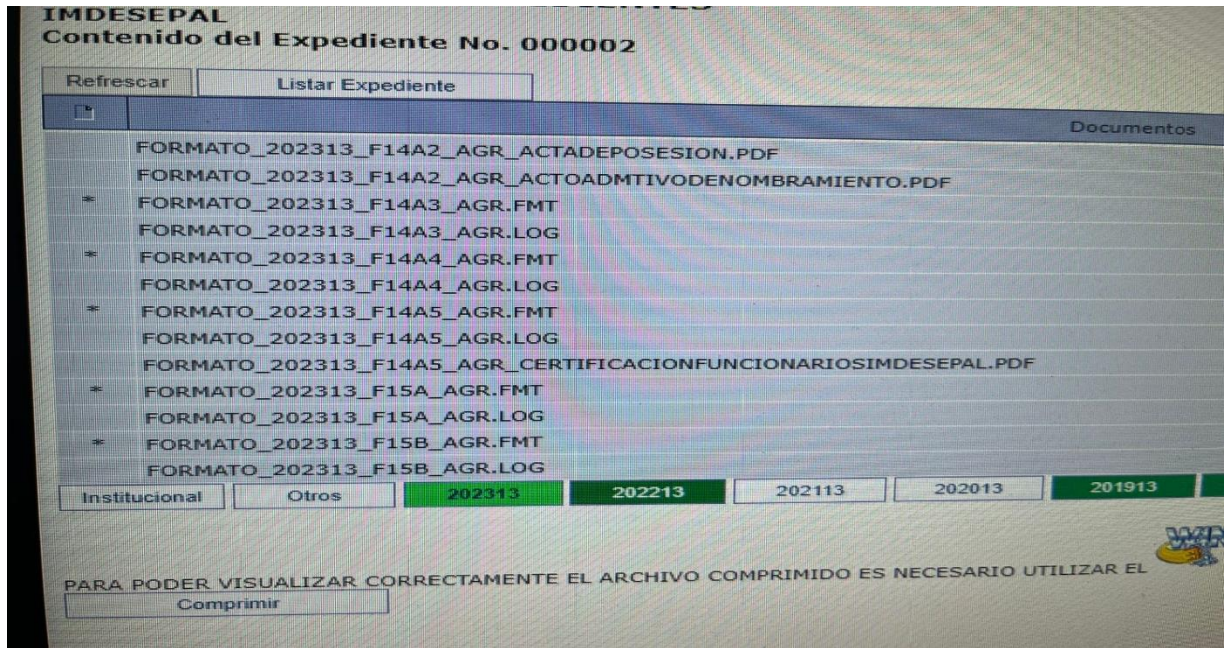 IMDESEPAL
Contenido del Expediente No. 000002
Refrescar Listar Expediente
Documentos
FORMATO_202313_F14A2_AGR_ACTADEPOSESION.PDF
FORMATO_202313_F14A2_AGR_ACTOADMTIVODENOMBRAMIENTO.PDF
* FORMATO_202313_F14A3_AGR.FMT
FORMATO_202313_F14A3_AGR.LOG
* FORMATO_202313_F14A4_AGR.FMT
FORMATO_202313_F14A4_AGR.LOG
* FORMATO_202313_F14A5_AGR.FMT
FORMATO_202313_F14A5_AGR.LOG
FORMATO_202313_F14A5_AGR_CERTIFICACIONFUNCIONARIOSIMDESEPAL.PDF
* FORMATO_202313_F15A_AGR.FMT
FORMATO_202313_F15A_AGR.LOG
* FORMATO_202313_F15B_AGR.FMT
FORMATO_202313_F15B_AGR.LOG
Institucional Otros 202313 202213 202113 202013 201913
PARA PODER VISUALIZAR CORRECTAMENTE EL ARCHIVO COMPRIMIDO ES NECESARIO UTILIZAR EL
Comprimir